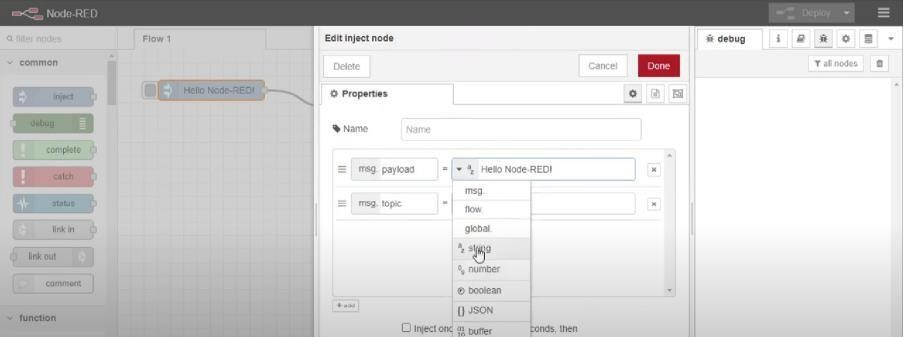 Node-RED
Deploy
filter nodes
Flow 1
Edit inject node
debug
i
Delete
Cancel
Done
all nodes
common
Hello Node-RED!
Properties
inject
debug
Name
Name
complete
msg. payload
=
Hello Node-RED!
catch
msg.
status
msg. topic
=
flow.
link in
global.
string
link out
number
comment
boolean
{} JSON
+ add
function
Inject onc
conds, then
buffer